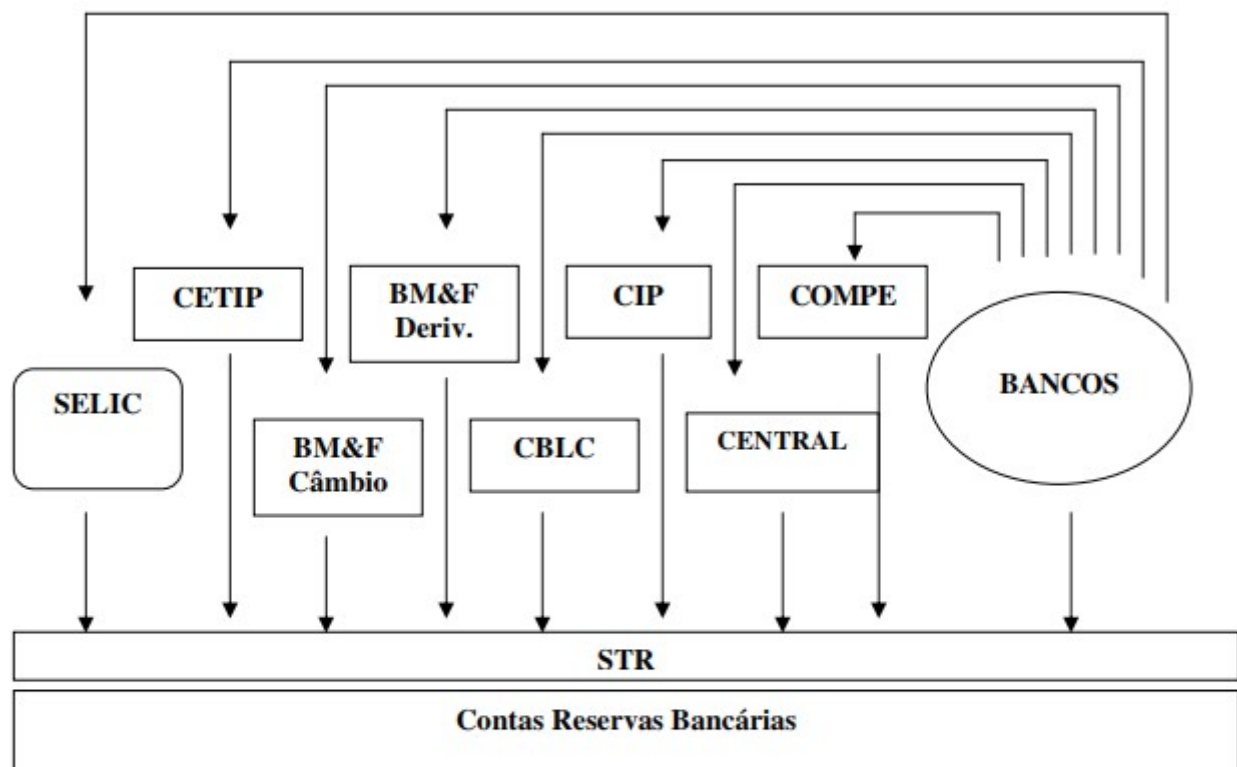 CETIP
BM&F
Deriv.
CIP
COMPE
SELIC
BM&F
Câmbio
CBLC
CENTRAL
BANCOS
STR
Contas Reservas Bancárias